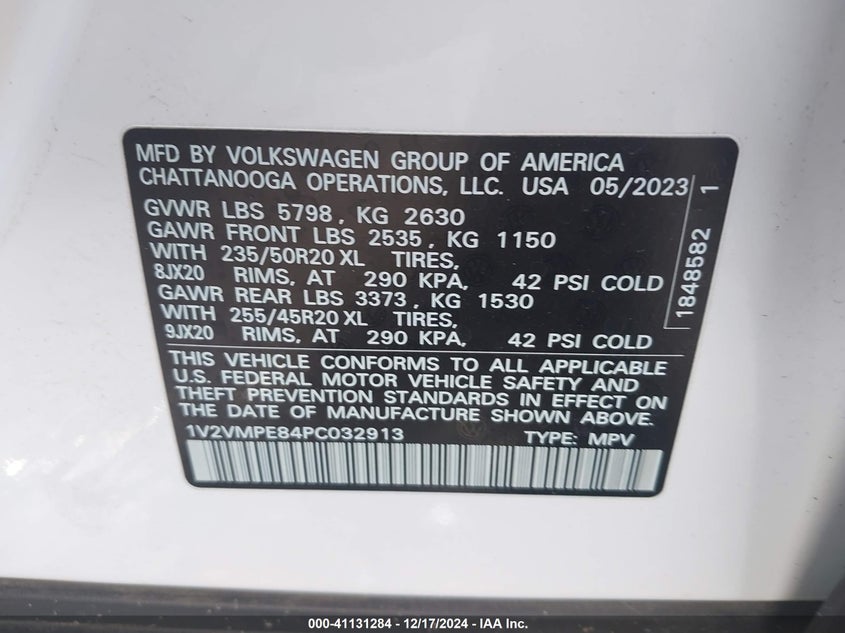 MFD BY VOLKSWAGEN GROUP OF AMERICA
CHATTANOOGA OPERATIONS, LLC. USA 05/2023
GVWR LBS 5798, KG 2630
GAWR FRONT LBS 2535, KG 1150
WITH 235/50R20 XL TIRES,
8JX20 RIMS, AT 290 KPA, 42 PSI COLD
GAWR REAR LBS 3373, KG 1530
WITH 255/45R20 XL TIRES,
9JX20 RIMS, AT 290 KPA, 42 PSI COLD
1848582 1
THIS VEHICLE CONFORMS TO ALL APPLICABLE
U.S. FEDERAL MOTOR VEHICLE SAFETY AND
THEFT PREVENTION STANDARDS IN EFFECT ON
THE DATE OF MANUFACTURE SHOWN ABOVE.
1V2VMPE84PC032913 TYPE: MPV
000-41131284 - 12/17/2024 - IAA Inc.